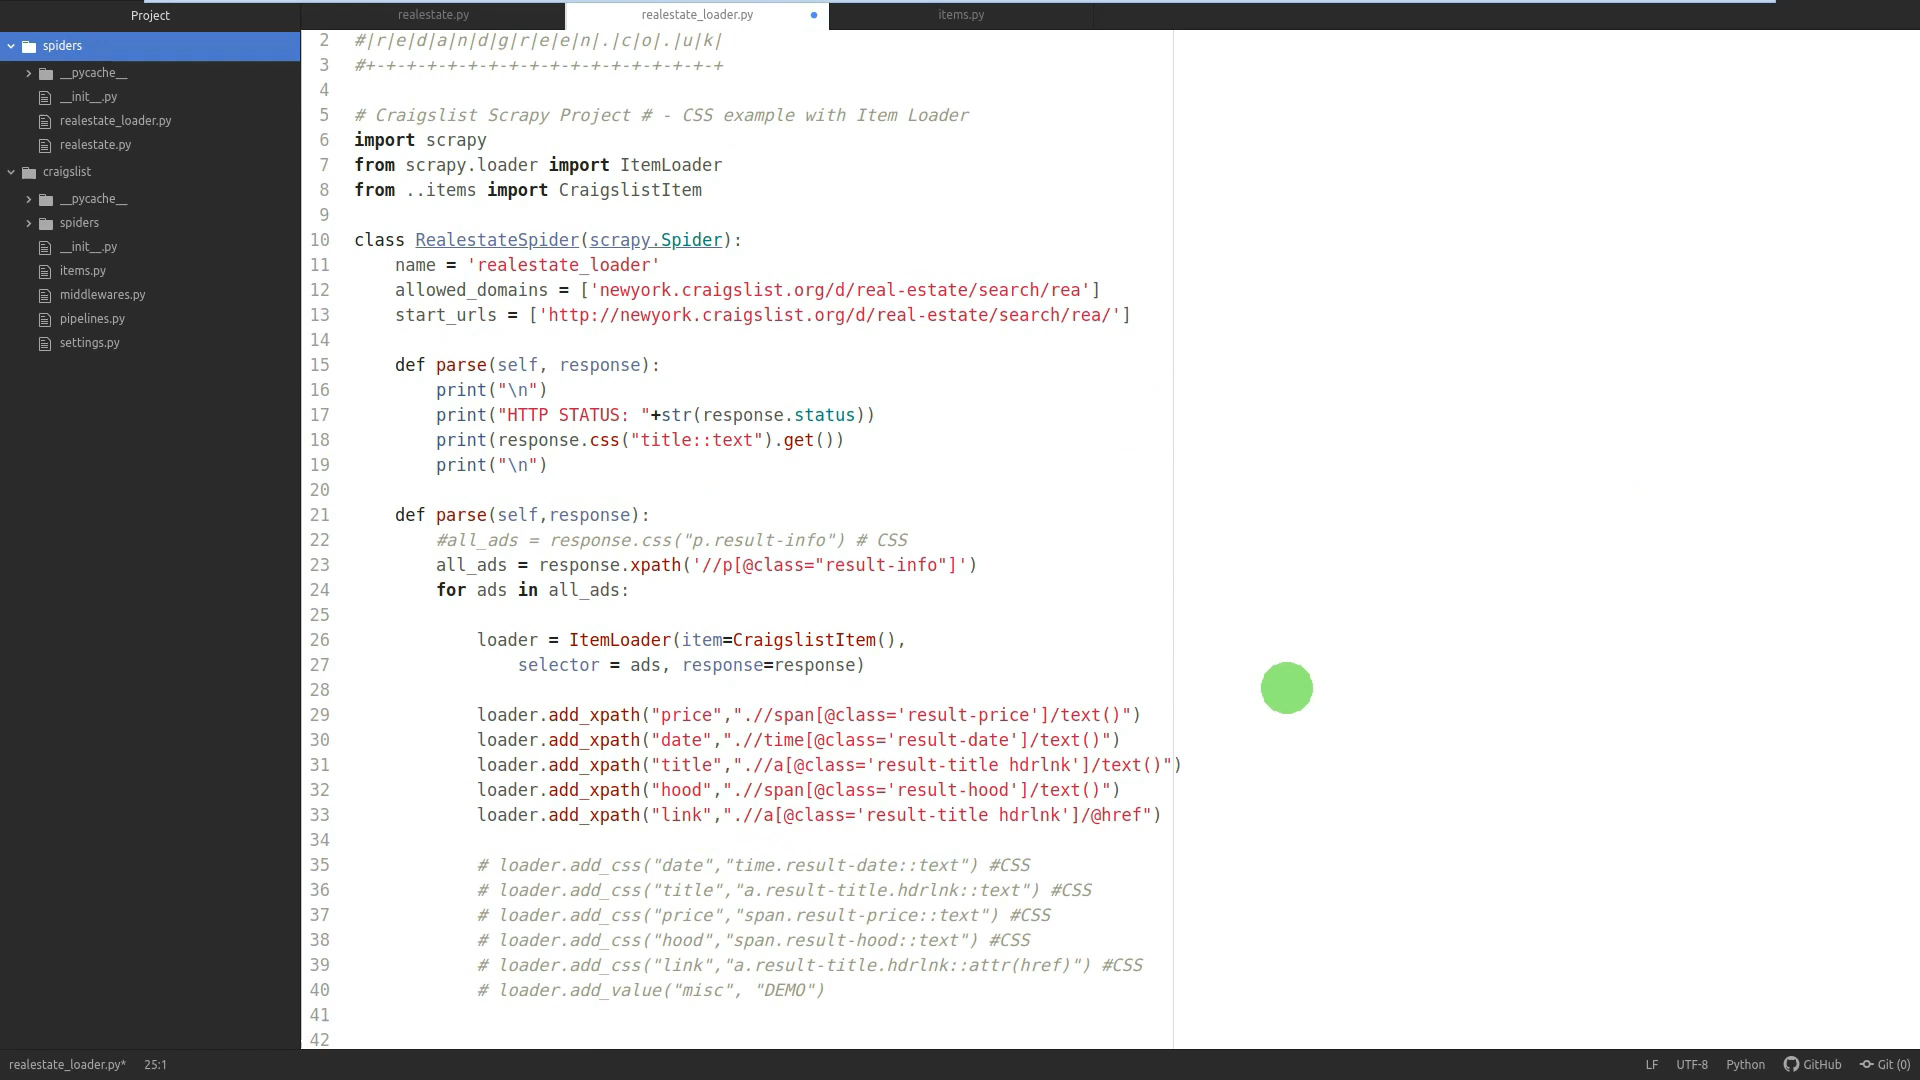 Project
realestate.py
realestate_loader.py
items.py
spiders
__pycache__
__init__.py
realestate_loader.py
realestate.py
craigslist
__pycache__
spiders
__init__.py
items.py
middlewares.py
pipelines.py
settings.py
2 #|r|e|d|a|n|d|g|r|e|e|n|.|c|o|.|u|k|
3 #+-+-+-+-+-+-+-+-+-+-+-+-+-+-+-+-+-+
4
5 # Craigslist Scrapy Project # - CSS example with Item Loader
6 import scrapy
7 from scrapy.loader import ItemLoader
8 from ..items import CraigslistItem
9
10 class RealestateSpider(scrapy.Spider):
11     name = 'realestate_loader'
12     allowed_domains = ['newyork.craigslist.org/d/real-estate/search/rea']
13     start_urls = ['http://newyork.craigslist.org/d/real-estate/search/rea/']
14
15     def parse(self, response):
16         print("\n")
17         print("HTTP STATUS: "+str(response.status))
18         print(response.css("title::text").get())
19         print("\n")
20
21     def parse(self,response):
22         #all_ads = response.css("p.result-info") # CSS
23         all_ads = response.xpath('//p[@class="result-info"]')
24         for ads in all_ads:
25
26             loader = ItemLoader(item=CraigslistItem(),
27                 selector = ads, response=response)
28
29             loader.add_xpath("price",".//span[@class='result-price']/text()")
30             loader.add_xpath("date",".//time[@class='result-date']/text()")
31             loader.add_xpath("title",".//a[@class='result-title hdrlnk']/text()")
32             loader.add_xpath("hood",".//span[@class='result-hood']/text()")
33             loader.add_xpath("link",".//a[@class='result-title hdrlnk']/@href")
34
35             # loader.add_css("date","time.result-date::text") #CSS
36             # loader.add_css("title","a.result-title.hdrlnk::text") #CSS
37             # loader.add_css("price","span.result-price::text") #CSS
38             # loader.add_css("hood","span.result-hood::text") #CSS
39             # loader.add_css("link","a.result-title.hdrlnk::attr(href)") #CSS
40             # loader.add_value("misc", "DEMO")
41
42
realestate_loader.py* 25:1 LF UTF-8 Python GitHub Git (0)